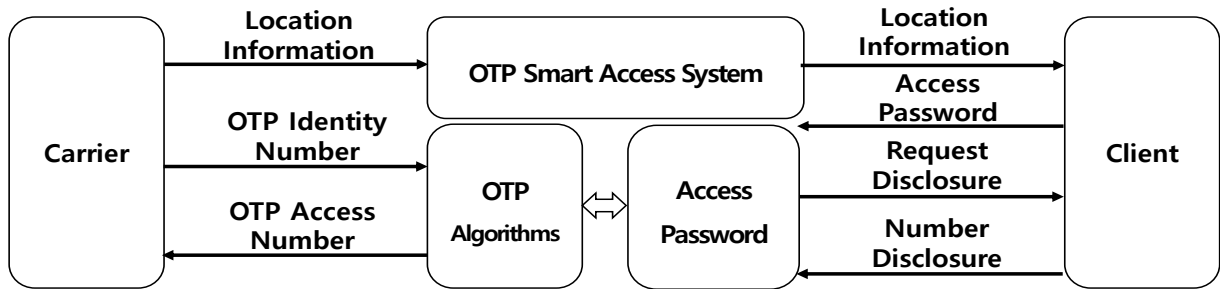 Location
Information
OTP Smart Access System
Location
Information
Access
Password
Carrier
OTP Identity
Number
OTP Access
Number
OTP
Algorithms
Access
Password
Request
Disclosure
Number
Disclosure
Client